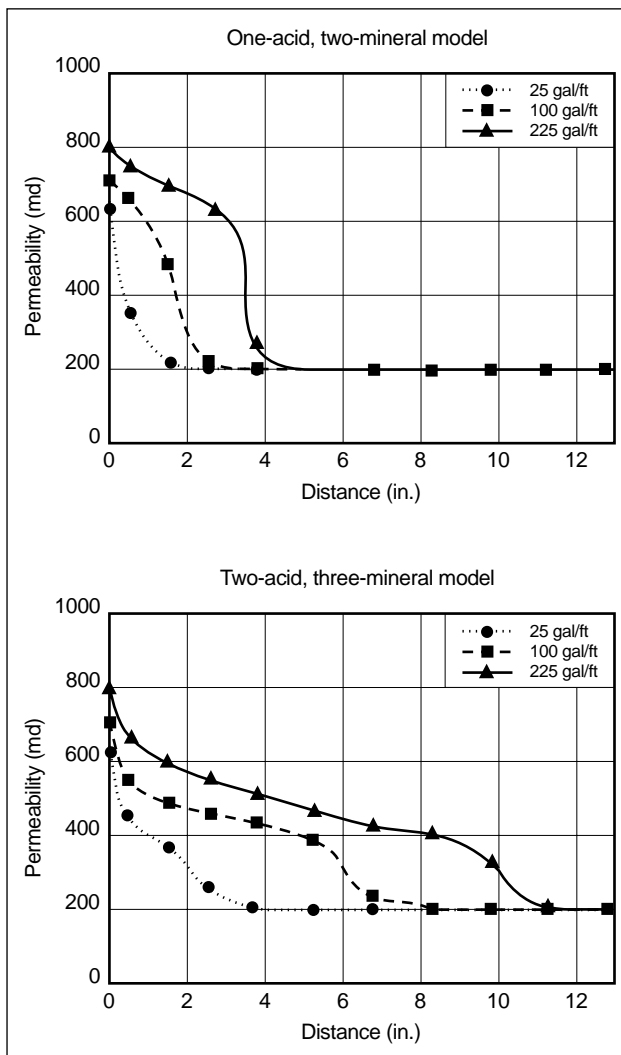 One-acid, two-mineral model
1000
800
600
400
200
0
Permeability (md)
25 gal/ft
100 gal/ft
225 gal/ft
0 2 4 6 8 10 12
Distance (in.)
Two-acid, three-mineral model
1000
800
600
400
200
0
Permeability (md)
25 gal/ft
100 gal/ft
225 gal/ft
0 2 4 6 8 10 12
Distance (in.)